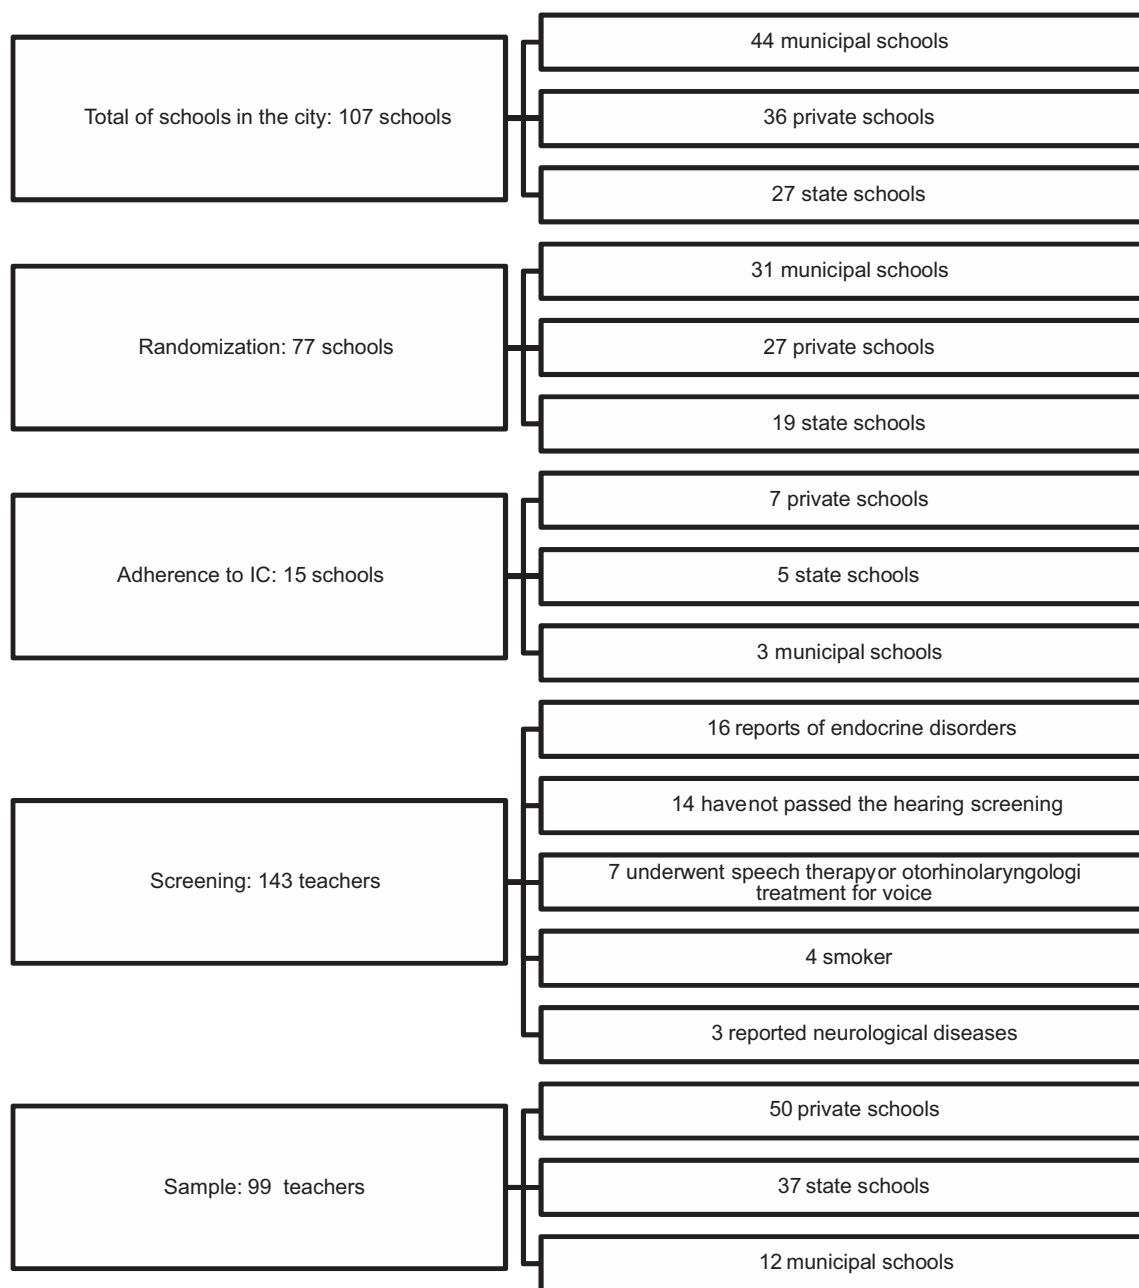 Total of schools in the city: 107 schools
44 municipal schools
36 private schools
27 state schools
Randomization: 77 schools
31 municipal schools
27 private schools
19 state schools
Adherence to IC: 15 schools
7 private schools
5 state schools
3 municipal schools
Screening: 143 teachers
16 reports of endocrine disorders
14 havenot passed the hearing screening
7 underwent speech therapyor otorhinolaryngologi
treatment for voice
4 smoker
3 reported neurological diseases
Sample: 99 teachers
50 private schools
37 state schools
12 municipal schools